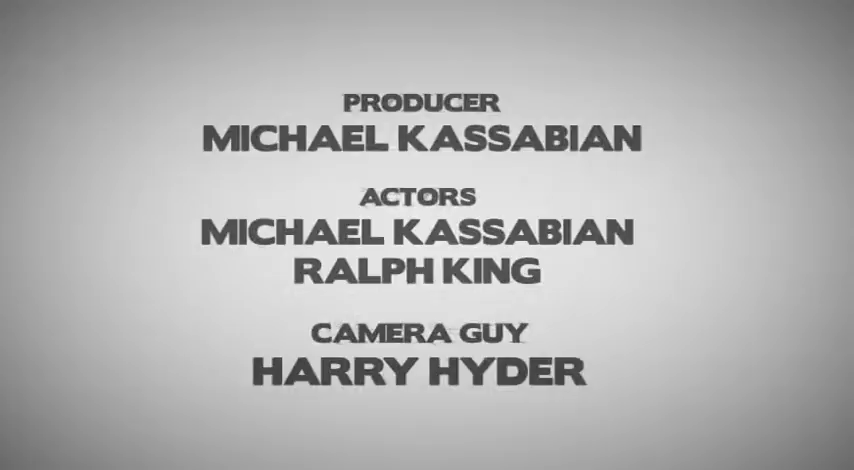 PRODUCER
MICHAEL KASSABIAN
ACTORS
MICHAEL KASSABIAN
RALPH KING
CAMERA GUY
HARRY HYDER